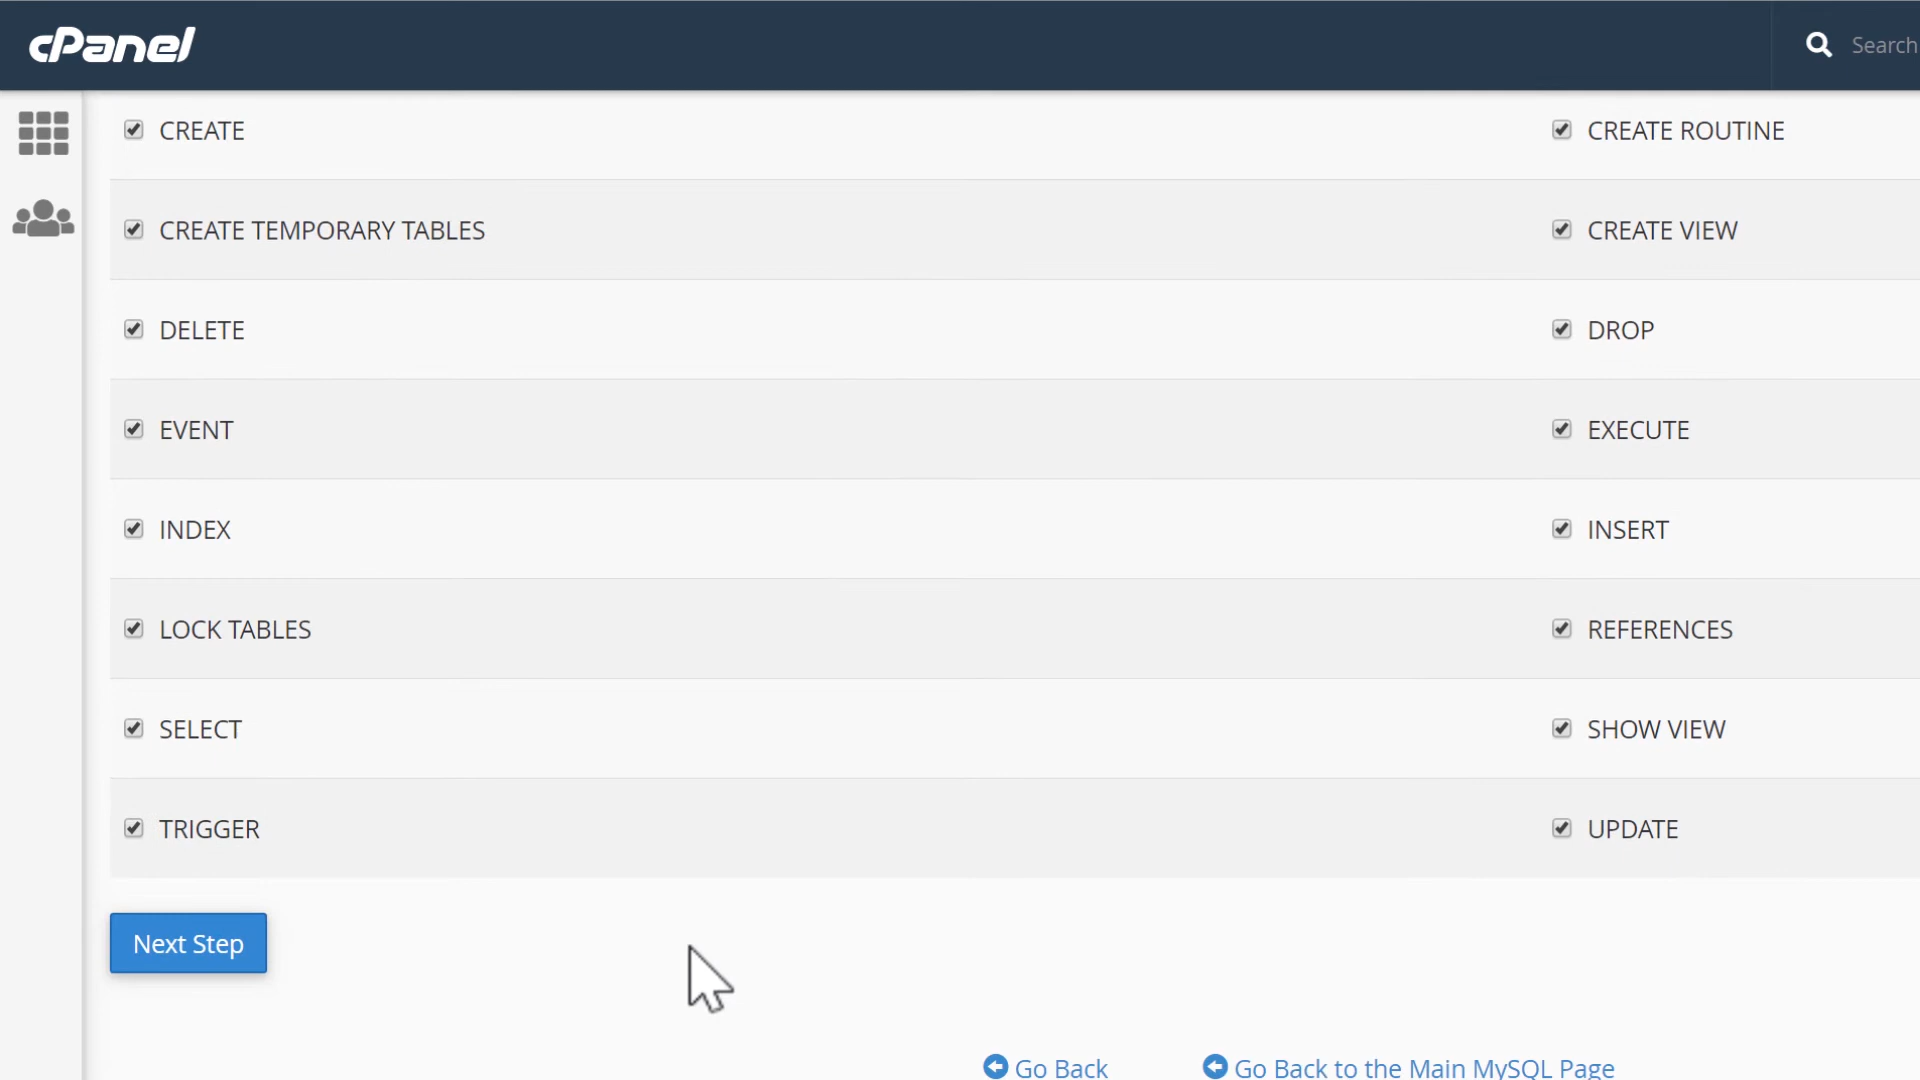 cPanel
Search
CREATE
CREATE ROUTINE
CREATE TEMPORARY TABLES
CREATE VIEW
DELETE
DROP
EVENT
EXECUTE
INDEX
INSERT
LOCK TABLES
REFERENCES
SELECT
SHOW VIEW
TRIGGER
UPDATE
Next Step
Go Back
Go Back to the Main MySQL Page